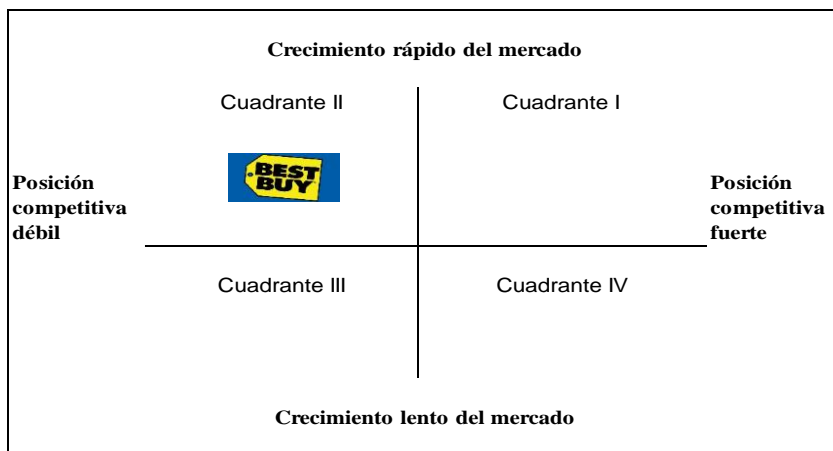 Crecimiento rápido del mercado
Cuadrante II
Cuadrante I
BEST
BUY
Posición
competitiva
débil
Posición
competitiva
fuerte
Cuadrante III
Cuadrante IV
Crecimiento lento del mercado